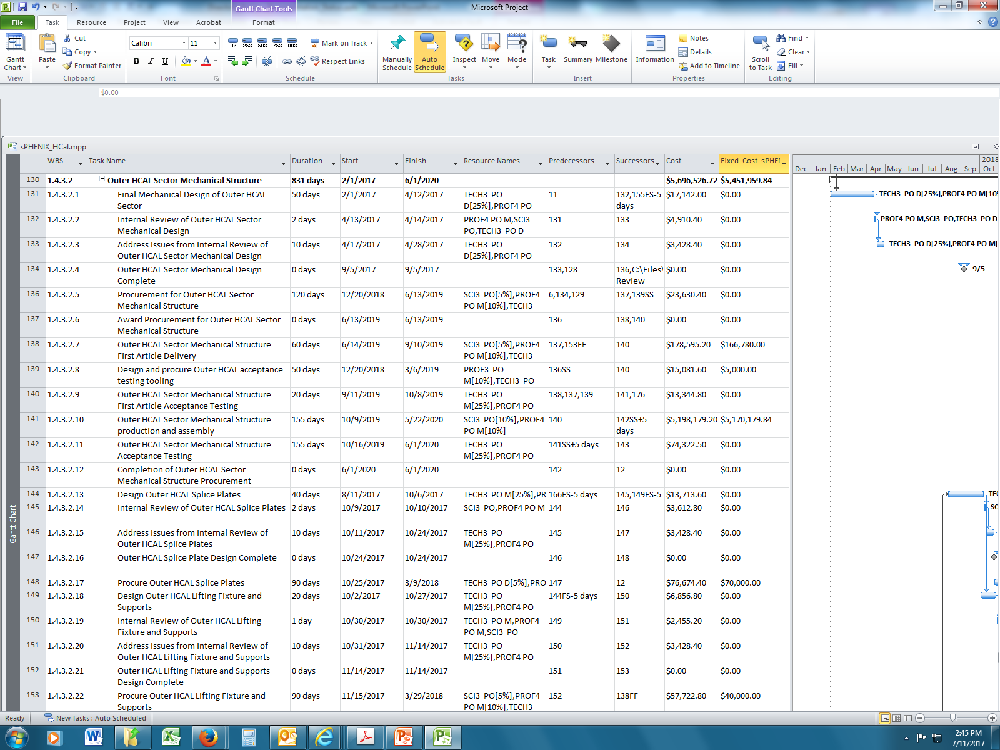 Gantt Chart Tools
Microsoft Project
File Task Resource Project View Acrobat Format
Gantt Chart
View
Paste
Cut
Copy
Format Painter
Clipboard
Calibri 11
B I U A
Font
0% 25% 50% 75% 100%
Mark on Track
Respect Links
Schedule
Manually Schedule
Auto Schedule
Inspect Move Mode
Tasks
Task Summary Milestone
Insert
Information
Notes
Details
Add to Timeline
Properties
Scroll to Task
Find
Clear
Fill
Editing
$0.00
sPHENIX_HCal.mpp
WBS Task Name Duration Start Finish Resource Names Predecessors Successors Cost Fixed_Cost_sPHE
2018
Dec Jan Feb Mar Apr May Jun Jul Aug Sep Oct
130 1.4.3.2 Outer HCAL Sector Mechanical Structure 831 days 2/1/2017 6/1/2020 $5,696,526.72 $5,451,959.84
131 1.4.3.2.1 Final Mechanical Design of Outer HCAL 50 days 2/1/2017 4/12/2017 TECH3 PO 11 132,155FS-5 $17,142.00 $0.00 TECH3 PO D[25%],PROF4 PO M[10%
Sector D[25%],PROF4 PO days
132 1.4.3.2.2 Internal Review of Outer HCAL Sector 2 days 4/13/2017 4/14/2017 PROF4 PO M,SCI3 131 133 $4,910.40 $0.00 PROF4 PO M,SCI3 PO,TECH3 PO D
Mechanical Design PO,TECH3 PO D
133 1.4.3.2.3 Address Issues from Internal Review of 10 days 4/17/2017 4/28/2017 TECH3 PO 132 134 $3,428.40 $0.00 TECH3 PO D[25%],PROF4 PO M[
Outer HCAL Sector Mechanical Design D[25%],PROF4 PO
134 1.4.3.2.4 Outer HCAL Sector Mechanical Design 0 days 9/5/2017 9/5/2017 133,128 136,C:\Files\ $0.00 $0.00 9/5
Complete Review
136 1.4.3.2.5 Procurement for Outer HCAL Sector 120 days 12/20/2018 6/13/2019 SCI3 PO[5%],PROF4 6,134,129 137,139SS $23,630.40 $0.00
Mechanical Structure PO M[10%],TECH3
137 1.4.3.2.6 Award Procurement for Outer HCAL Sector 0 days 6/13/2019 6/13/2019 136 138,140 $0.00 $0.00
Mechanical Structure
138 1.4.3.2.7 Outer HCAL Sector Mechanical Structure 60 days 6/14/2019 9/10/2019 SCI3 PO[5%],PROF4 137,153FF 140 $178,595.20 $166,780.00
First Article Delivery PO M[10%],TECH3
139 1.4.3.2.8 Design and procure Outer HCAL acceptance 50 days 12/20/2018 3/6/2019 PROF3 PO 136SS 140 $15,081.60 $5,000.00
testing tooling M[10%],TECH3 PO
140 1.4.3.2.9 Outer HCAL Sector Mechanical Structure 20 days 9/11/2019 10/8/2019 TECH3 PO 138,137,139 141,176 $13,344.80 $0.00
First Article Acceptance Testing M[25%],PROF4 PO
141 1.4.3.2.10 Outer HCAL Sector Mechanical Structure 155 days 10/9/2019 5/22/2020 SCI3 PO[10%],PROF4 140 142SS+5 $5,198,179.20 $5,170,179.84
production and assembly PO M[10%] days
142 1.4.3.2.11 Outer HCAL Sector Mechanical Structure 155 days 10/16/2019 6/1/2020 TECH3 PO 141SS+5 days 143 $74,322.50 $0.00
Acceptance Testing M[25%],PROF4 PO
143 1.4.3.2.12 Completion of Outer HCAL Sector 0 days 6/1/2020 6/1/2020 142 12 $0.00 $0.00
Mechanical Structure Procurement
144 1.4.3.2.13 Design Outer HCAL Splice Plates 40 days 8/11/2017 10/6/2017 TECH3 PO M[25%],PR 166FS-5 days 145,149FS-5 $13,713.60 $0.00 TEC
145 1.4.3.2.14 Internal Review of Outer HCAL Splice Plates 2 days 10/9/2017 10/10/2017 SCI3 PO,PROF4 PO M 144 146 $3,612.80 $0.00 SC
146 1.4.3.2.15 Address Issues from Internal Review of 10 days 10/11/2017 10/24/2017 TECH3 PO 145 147 $3,428.40 $0.00
Outer HCAL Splice Plates M[25%],PROF4 PO
147 1.4.3.2.16 Outer HCAL Splice Plate Design Complete 0 days 10/24/2017 10/24/2017 146 148 $0.00 $0.00
148 1.4.3.2.17 Procure Outer HCAL Splice Plates 90 days 10/25/2017 3/9/2018 TECH3 PO D[5%],PRO 147 12 $76,674.40 $70,000.00
149 1.4.3.2.18 Design Outer HCAL Lifting Fixture and 20 days 10/2/2017 10/27/2017 TECH3 PO 144FS-5 days 150 $6,856.80 $0.00
Supports M[25%],PROF4 PO
150 1.4.3.2.19 Internal Review of Outer HCAL Lifting 1 day 10/30/2017 10/30/2017 TECH3 PO M,PROF4 149 151 $2,455.20 $0.00
Fixture and Supports PO M,SCI3 PO
151 1.4.3.2.20 Address Issues from Internal Review of 10 days 10/31/2017 11/14/2017 TECH3 PO 150 152 $3,428.40 $0.00
Outer HCAL Lifting Fixture and Supports M[25%],PROF4 PO
152 1.4.3.2.21 Outer HCAL Lifting Fixture and Supports 0 days 11/14/2017 11/14/2017 151 153 $0.00 $0.00
Design Complete
153 1.4.3.2.22 Procure Outer HCAL Lifting Fixture and 90 days 11/15/2017 3/29/2018 SCI3 PO[5%],PROF4 152 138FF $57,722.80 $40,000.00
Supports PO M[10%],TECH3
Gantt Chart
Ready New Tasks : Auto Scheduled
2:45 PM
7/11/2017